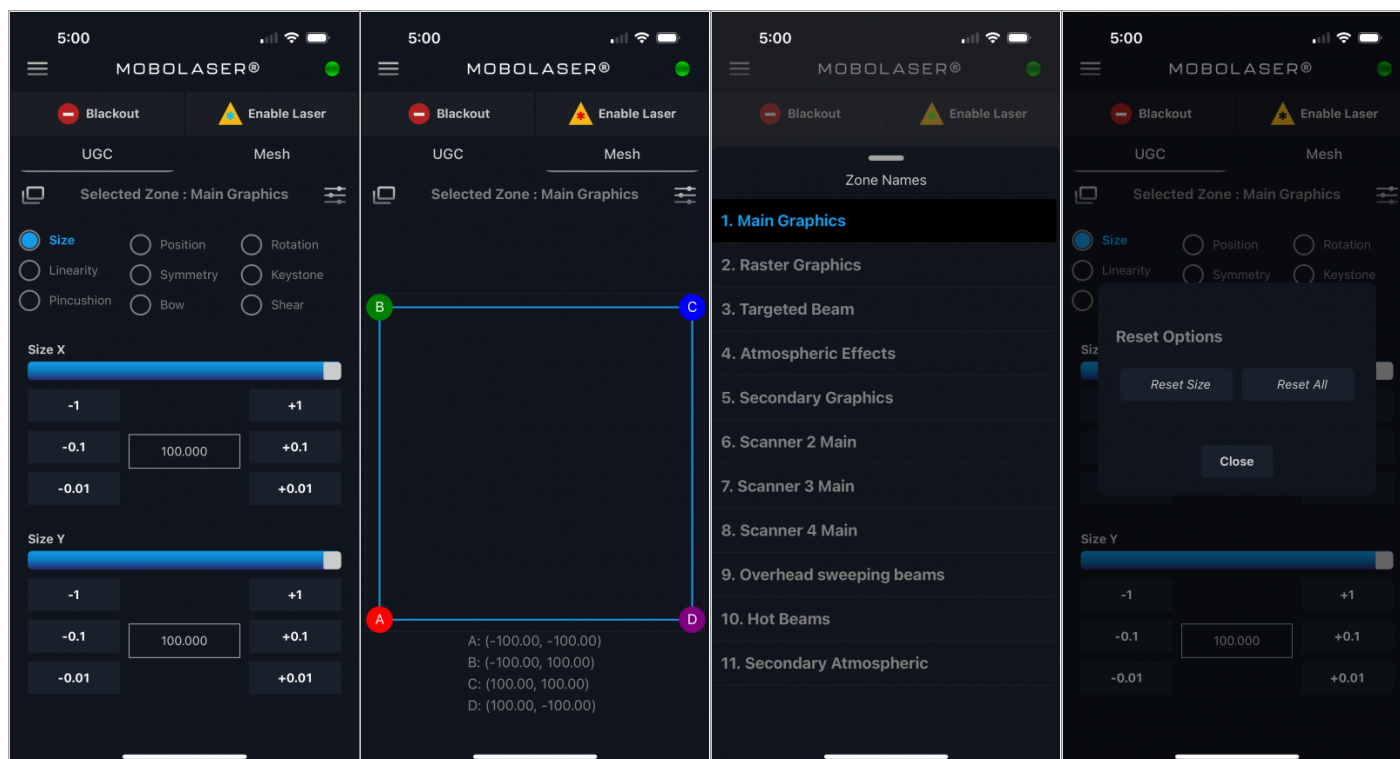 5:00
MOBOLASER®
Blackout Enable Laser
UGC Mesh
Selected Zone : Main Graphics
Size Position Rotation
Linearity Symmetry Keystone
Pincushion Bow Shear
Size X
-1 +1
-0.1 100.000 +0.1
-0.01 +0.01
Size Y
-1 +1
-0.1 100.000 +0.1
-0.01 +0.01
5:00
MOBOLASER®
Blackout Enable Laser
UGC Mesh
Selected Zone : Main Graphics
B C
A D
A: (-100.00, -100.00)
B: (-100.00, 100.00)
C: (100.00, 100.00)
D: (100.00, -100.00)
5:00
MOBOLASER®
Blackout Enable Laser
Zone Names
1. Main Graphics
2. Raster Graphics
3. Targeted Beam
4. Atmospheric Effects
5. Secondary Graphics
6. Scanner 2 Main
7. Scanner 3 Main
8. Scanner 4 Main
9. Overhead sweeping beams
10. Hot Beams
11. Secondary Atmospheric
5:00
MOBOLASER®
Blackout Enable Laser
UGC Mesh
Selected Zone : Main Graphics
Size Position Rotation
Linearity Symmetry Keystone
Reset Options
Siz
Reset Size Reset All
Close
Size Y
-1 +1
-0.1 100.000 +0.1
-0.01 +0.01